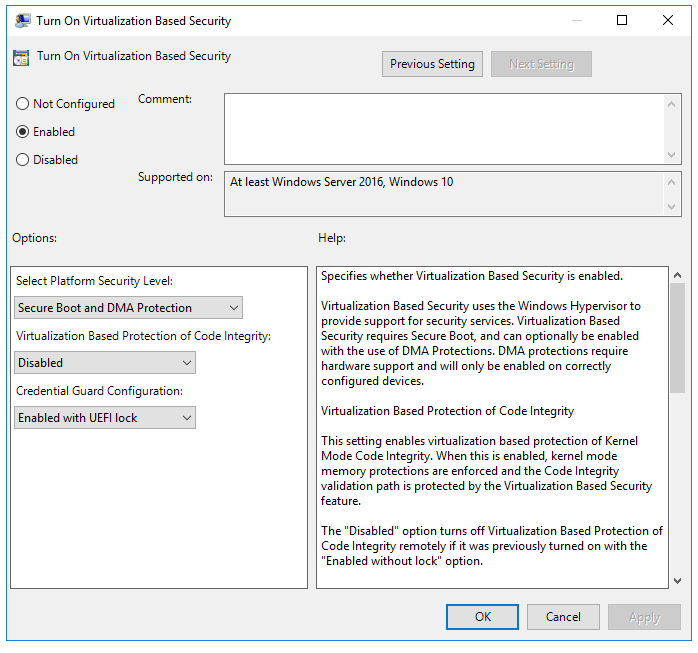 Turn On Virtualization Based Security
Turn On Virtualization Based Security
Previous Setting
Next Setting
Not Configured
Enabled
Disabled
Comment:
Supported on:
At least Windows Server 2016, Windows 10
Options:
Help:
Select Platform Security Level:
Secure Boot and DMA Protection
Virtualization Based Protection of Code Integrity:
Disabled
Credential Guard Configuration:
Enabled with UEFI lock
Specifies whether Virtualization Based Security is enabled.
Virtualization Based Security uses the Windows Hypervisor to
provide support for security services. Virtualization Based
Security requires Secure Boot, and can optionally be enabled
with the use of DMA Protections. DMA protections require
hardware support and will only be enabled on correctly
configured devices.
Virtualization Based Protection of Code Integrity
This setting enables virtualization based protection of Kernel
Mode Code Integrity. When this is enabled, kernel mode
memory protections are enforced and the Code Integrity
validation path is protected by the Virtualization Based Security
feature.
The "Disabled" option turns off Virtualization Based Protection of
Code Integrity remotely if it was previously turned on with the
"Enabled without lock" option.
OK
Cancel
Apply